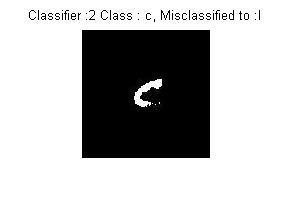 Classifier :2 Class : c, Misclassified to :l
c